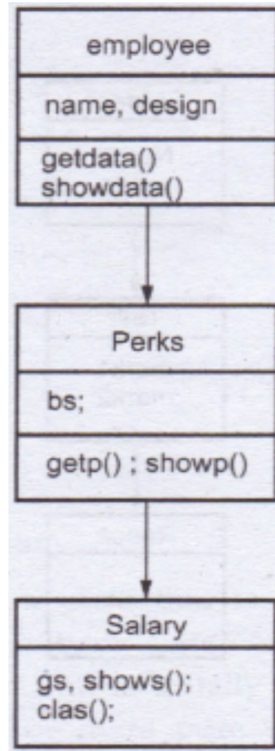 employee
name, design
getdata()
showdata()
Perks
bs;
getp() ; showp()
Salary
gs, shows();
clas();